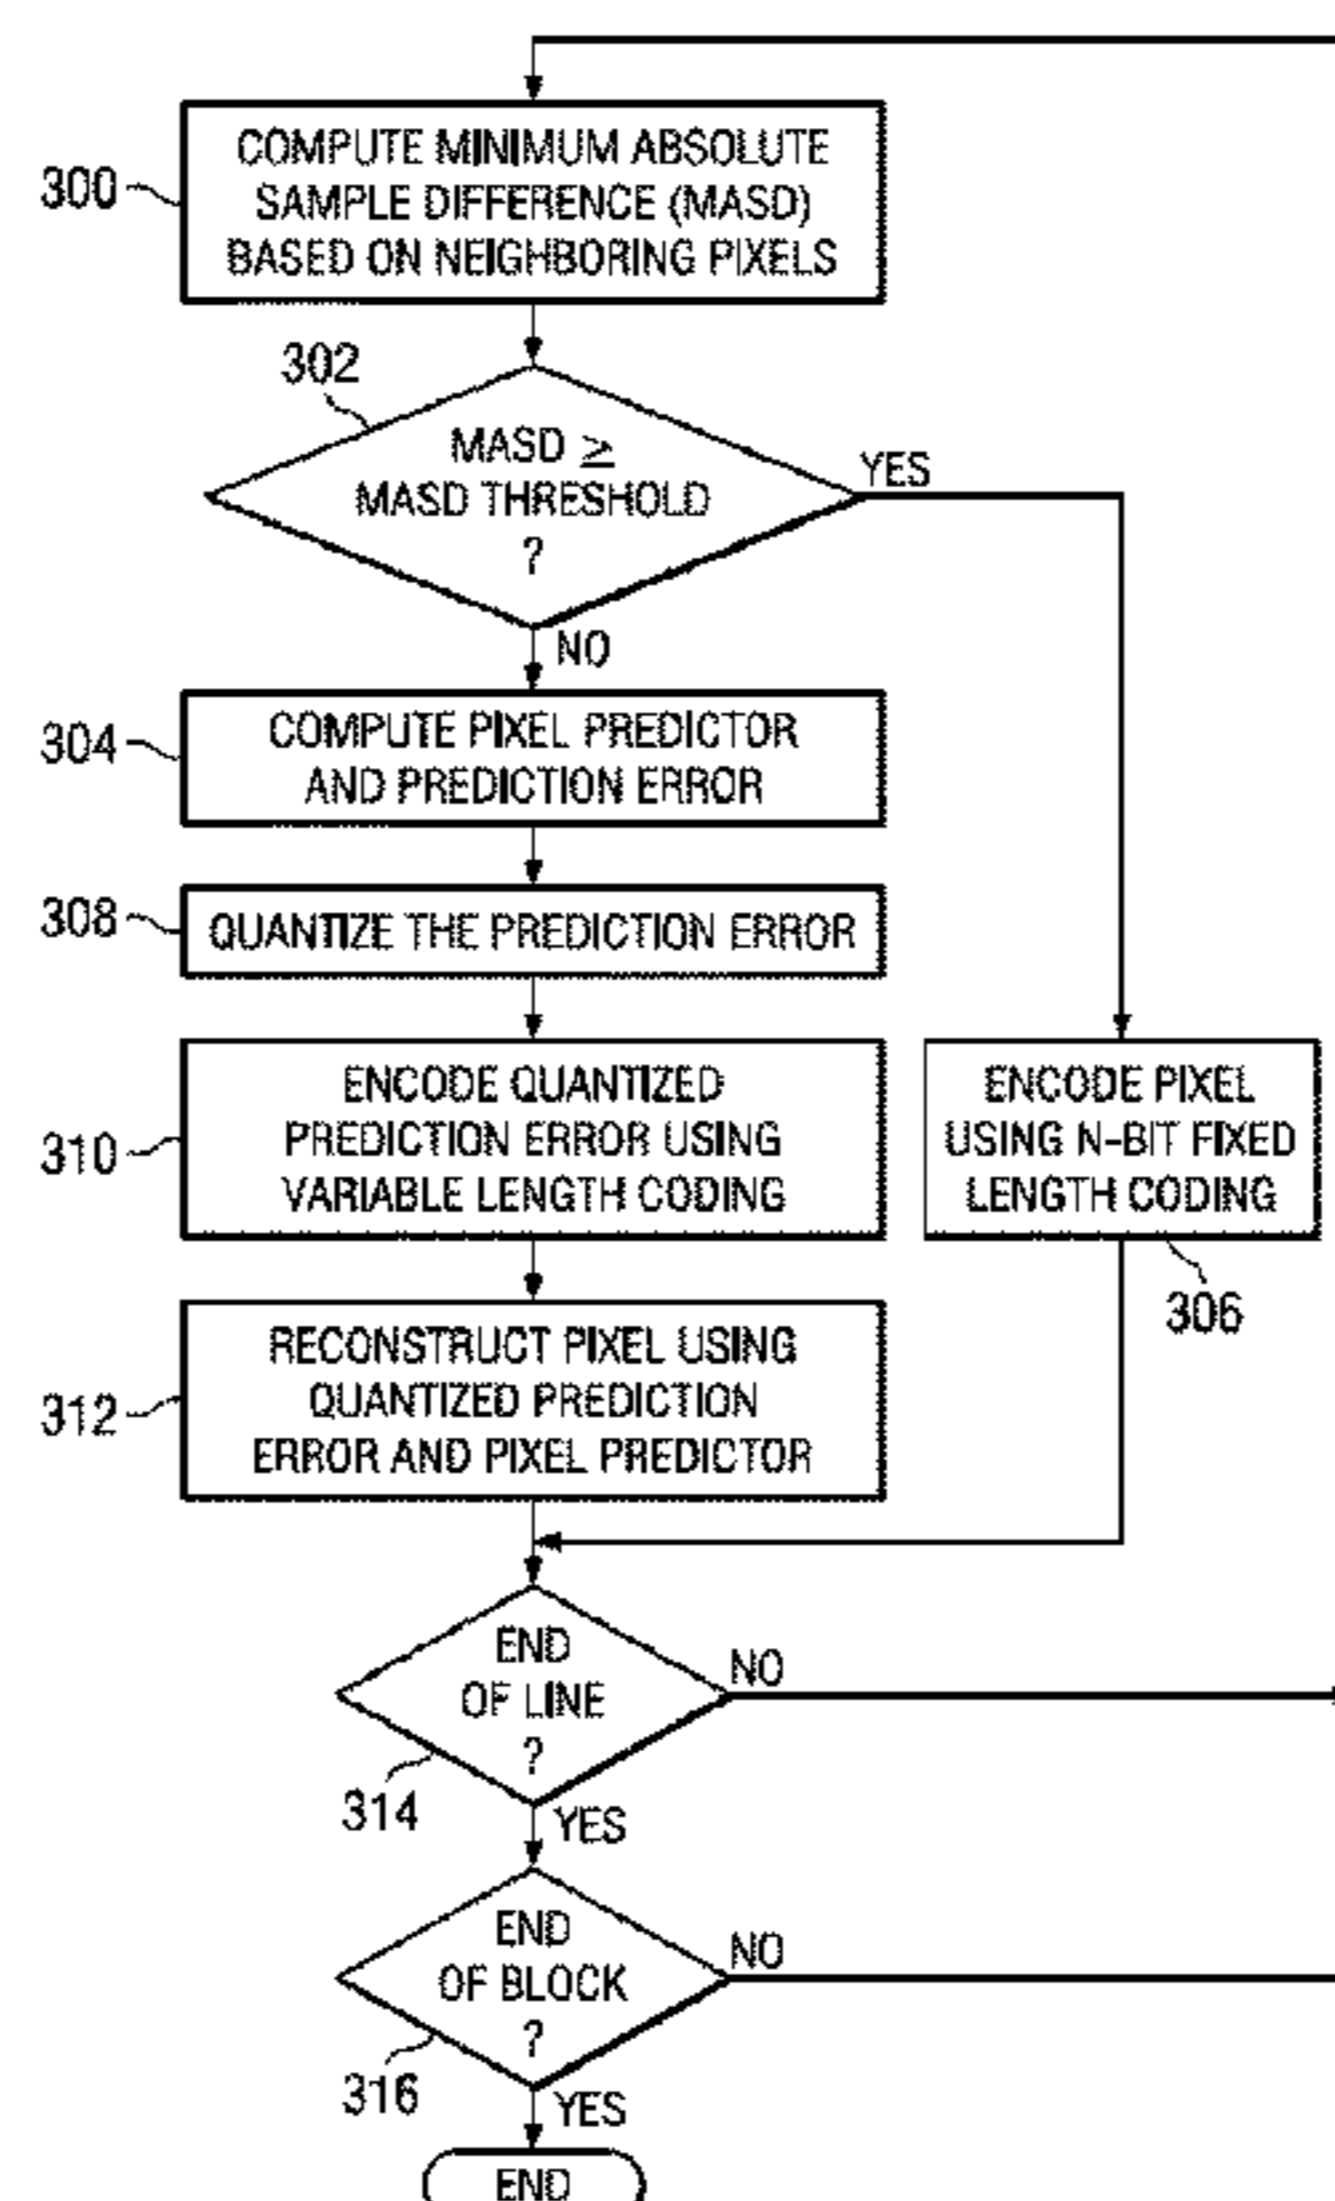 300
COMPUTE MINIMUM ABSOLUTE
SAMPLE DIFFERENCE (MASD)
BASED ON NEIGHBORING PIXELS
302
MASD ≥
MASD THRESHOLD
?
YES
NO
304
COMPUTE PIXEL PREDICTOR
AND PREDICTION ERROR
308
QUANTIZE THE PREDICTION ERROR
310
ENCODE QUANTIZED
PREDICTION ERROR USING
VARIABLE LENGTH CODING
ENCODE PIXEL
USING N-BIT FIXED
LENGTH CODING
306
312
RECONSTRUCT PIXEL USING
QUANTIZED PREDICTION
ERROR AND PIXEL PREDICTOR
END
OF LINE
?
NO
314
YES
END
OF BLOCK
?
NO
316
YES
END